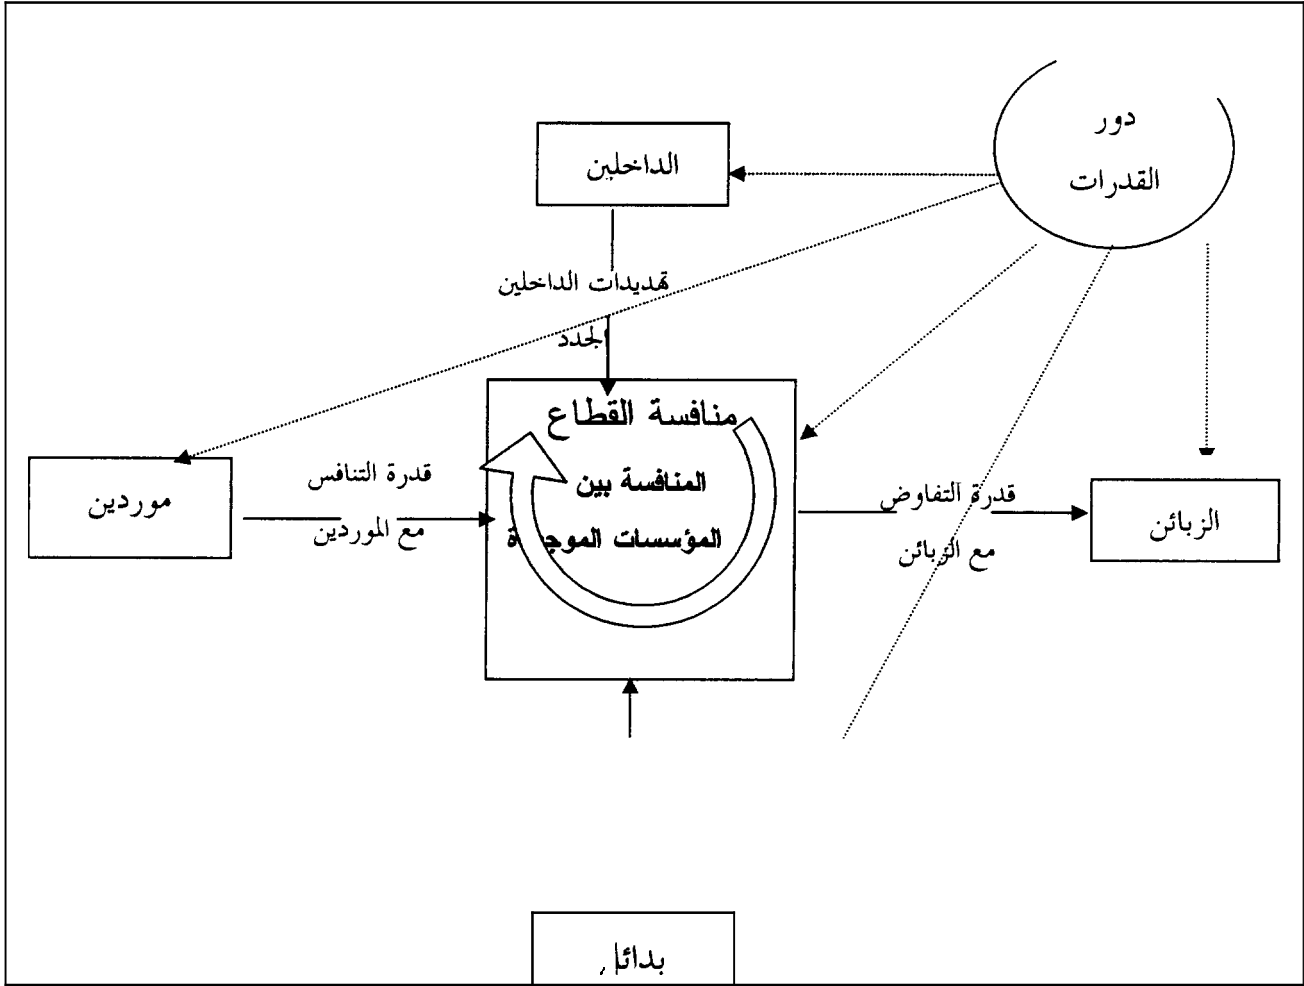 دور
القدرات
الداخلين
تهديدات الداخلين
الجدد
منافسة القطاع
المنافسة بين
المؤسسات
موردين
قدرة التنافس
مع الموردين
قدرة التفاوض
مع الزبائن
الزبائن
بدائل